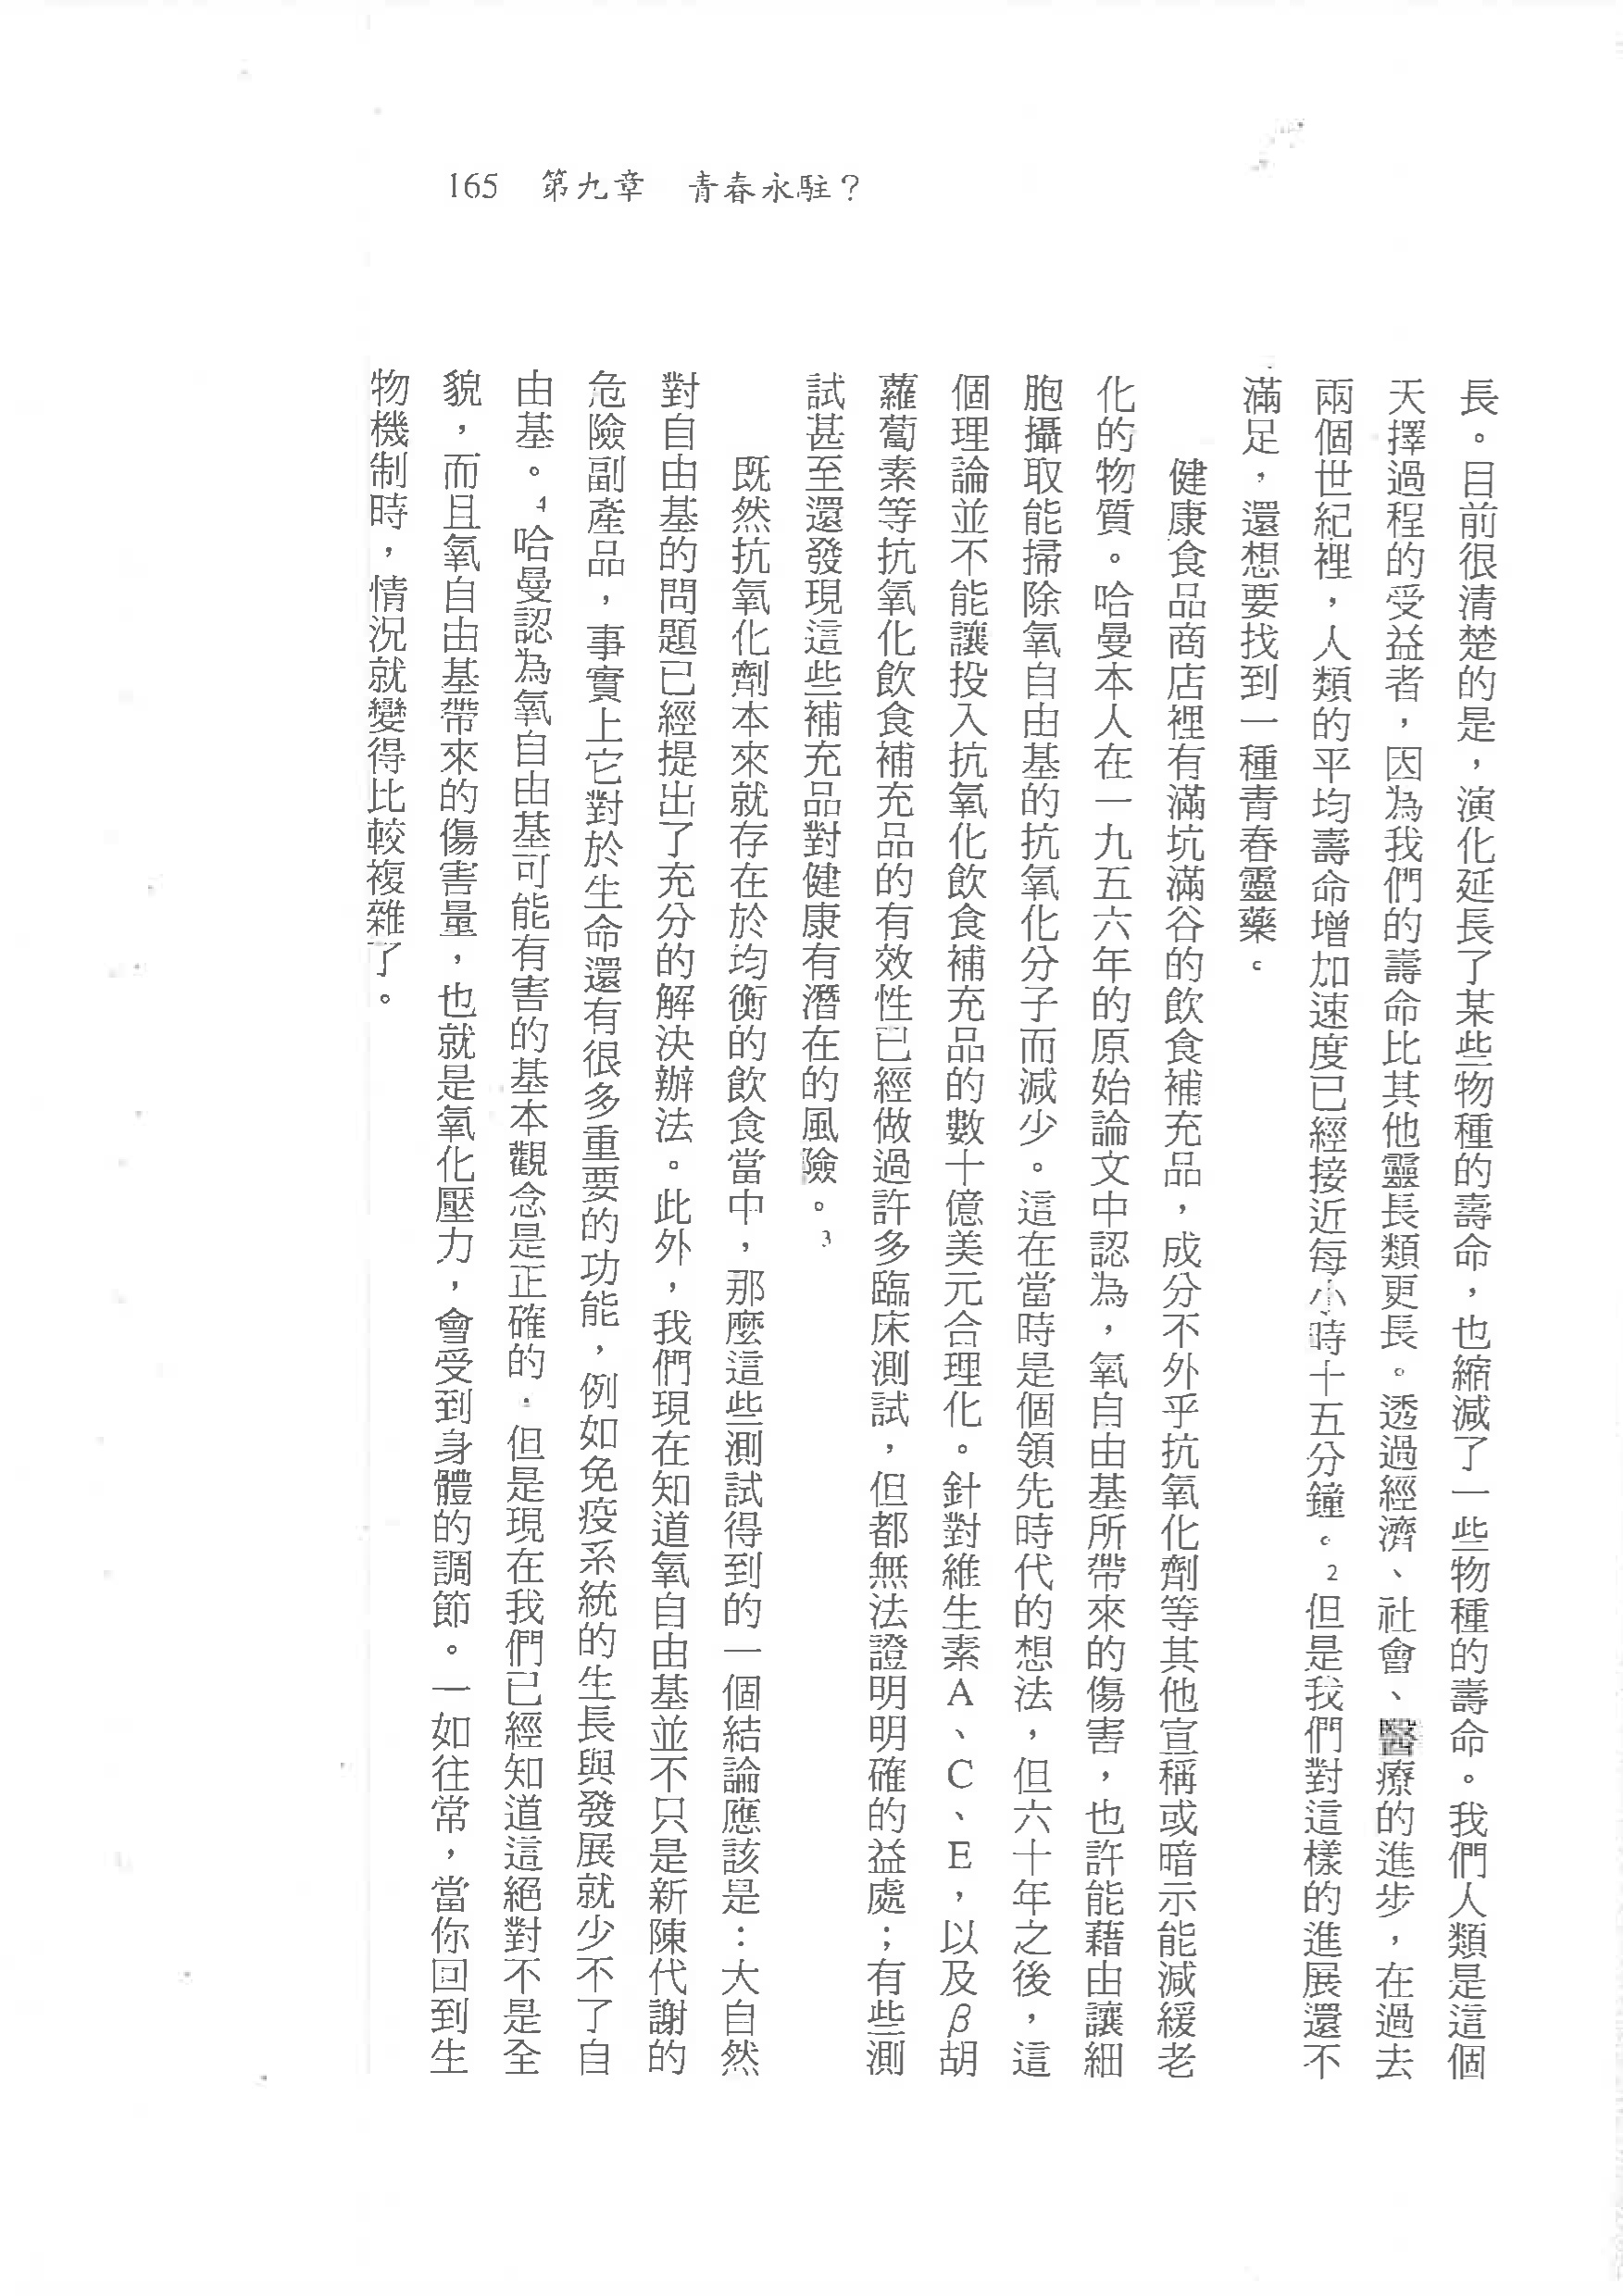 165 第九章 青春永駐？
長。目前很清楚的是，演化延長了某些物種的壽命，也縮減了一些物種的壽命。我們人類是這個
天擇過程的受益者，因為我們的壽命比其他靈長類更長。透過經濟、社會、醫療的進步，在過去
兩個世紀裡，人類的平均壽命增加速度已經接近每小時十五分鐘。2但是我們對這樣的進展還不
滿足，還想要找到一種青春靈藥。
健康食品商店裡有滿坑滿谷的飲食補充品，成分不外乎抗氧化劑等其他宣稱或暗示能減緩老
化的物質。哈曼本人在一九五六年的原始論文中認為，氧自由基所帶來的傷害，也許能藉由讓細
胞攝取能掃除氧自由基的抗氧化分子而減少。這在當時是個領先時代的想法，但六十年之後，這
個理論並不能讓投入抗氧化飲食補充品的數十億美元合理化。針對維生素A、C、E，以及β胡
蘿蔔素等抗氧化飲食補充品的有效性已經做過許多臨床測試，但都無法證明明確的益處；有些測
試甚至還發現這些補充品對健康有潛在的風險。3
既然抗氧化劑本來就存在於均衡的飲食當中，那麼這些測試得到的一個結論應該是：大自然
對自由基的問題已經提出了充分的解決辦法。此外，我們現在知道氧自由基並不只是新陳代謝的
危險副產品，事實上它對於生命還有很多重要的功能，例如免疫系統的生長與發展就少不了自
由基。4哈曼認為氧自由基可能有害的基本觀念是正確的．但是現在我們已經知道這絕對不是全
貌，而且氧自由基帶來的傷害量，也就是氧化壓力，會受到身體的調節。一如往常，當你回到生
物機制時，情況就變得比較複雜了。